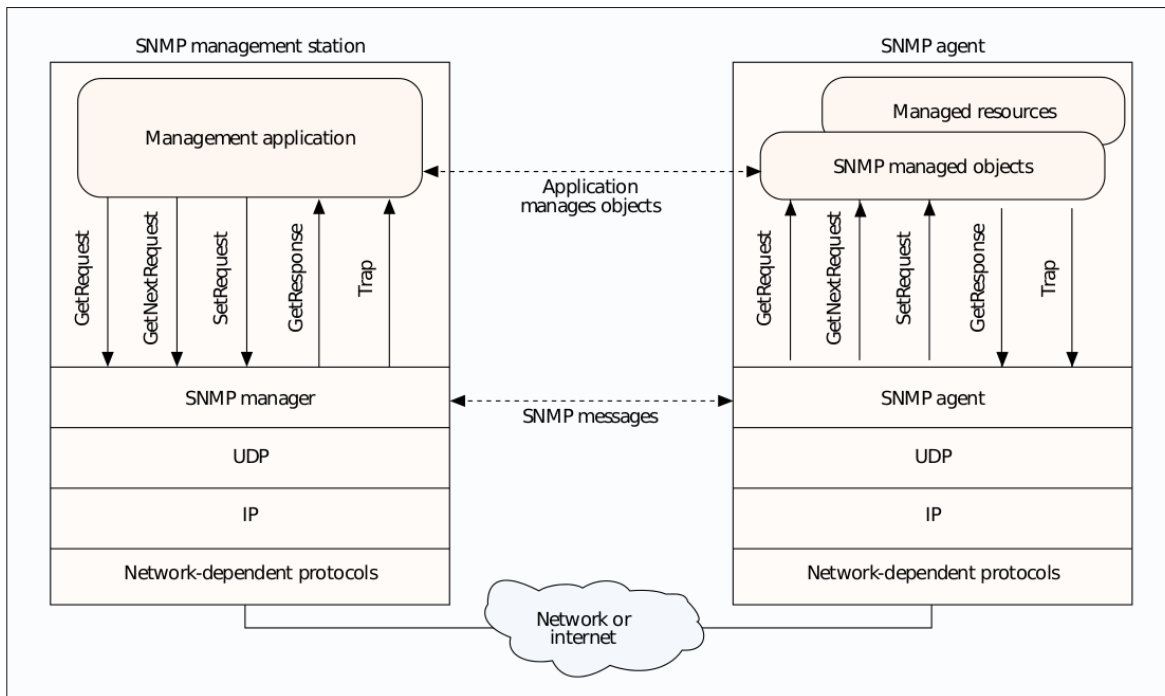 SNMP management station
Management application
GetRequest
GetNextRequest
SetRequest
GetResponse
Trap
SNMP manager
UDP
IP
Network-dependent protocols
Application
manages objects
SNMP messages
Network or
internet
SNMP agent
Managed resources
SNMP managed objects
GetRequest
GetNextRequest
SetRequest
GetResponse
Trap
SNMP agent
UDP
IP
Network-dependent protocols